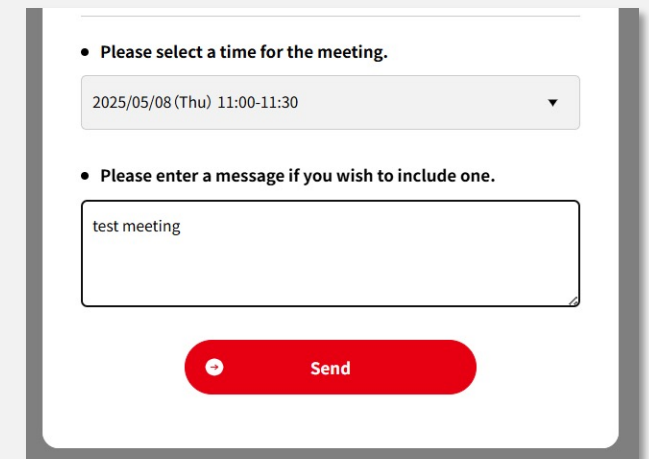 Please select a time for the meeting.
2025/05/08（Thu）11:00-11:30
Please enter a message if you wish to include one.
test meeting
Send